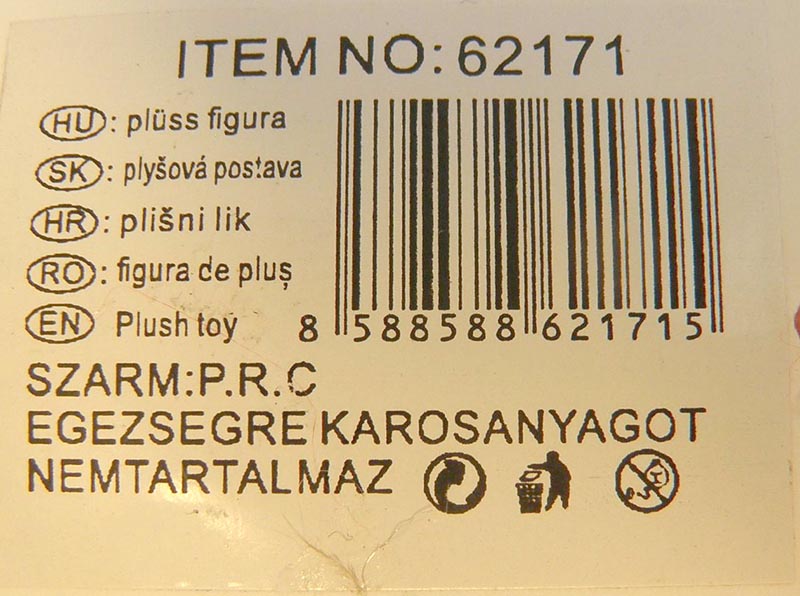 ITEM NO: 62171
HU: plüss figura
SK: plyšová postava
HR: plišni lik
RO: figura de pluş
EN Plush toy
8 588588 621715
SZARM:P.R.C
EGEZSEGRE KAROSANYAGOT
NEMTARTALMAZ